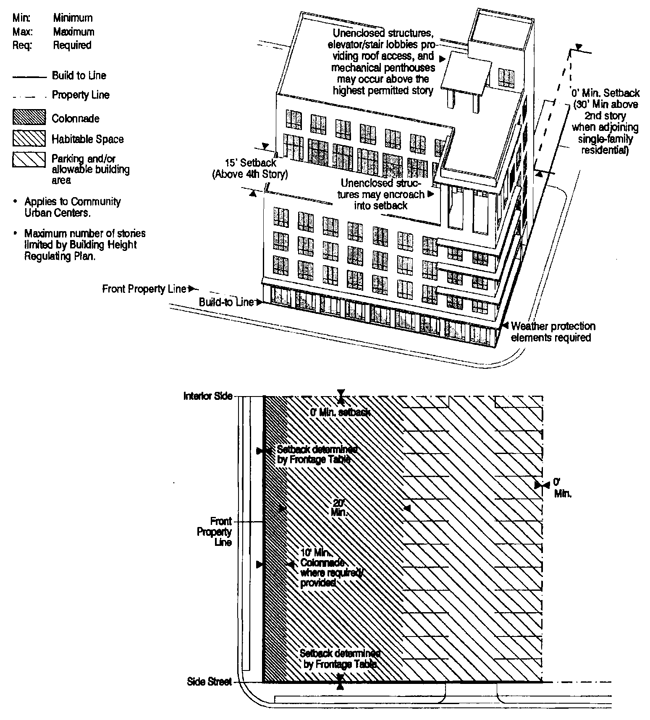 Min: Minimum
Max: Maximum
Req: Required
Build to Line
Property Line
Colonnade
Habitable Space
Parking and/or
allowable building
area
• Applies to Community
Urban Centers.
• Maximum number of stories
limited by Building Height
Regulating Plan.
Unenclosed structures,
elevator/stair lobbies pro-
viding roof access, and
mechanical penthouses
may occur above the
highest permitted story
0' Min. Setback
(30' Min above
2nd story
when adjoining
single-family
residential)
15' Setback
(Above 4th Story)
Unenclosed struc-
tures may encroach
into setback
Front Property Line
Build-to Line
Weather protection
elements required
Interior Side
0' Min. setback
Setback determined
by Frontage Table
0'
Min.
20'
Min.
Front
Property
Line
10' Min.
Colonnade
where required/
provided
Setback determined
by Frontage Table
Side Street